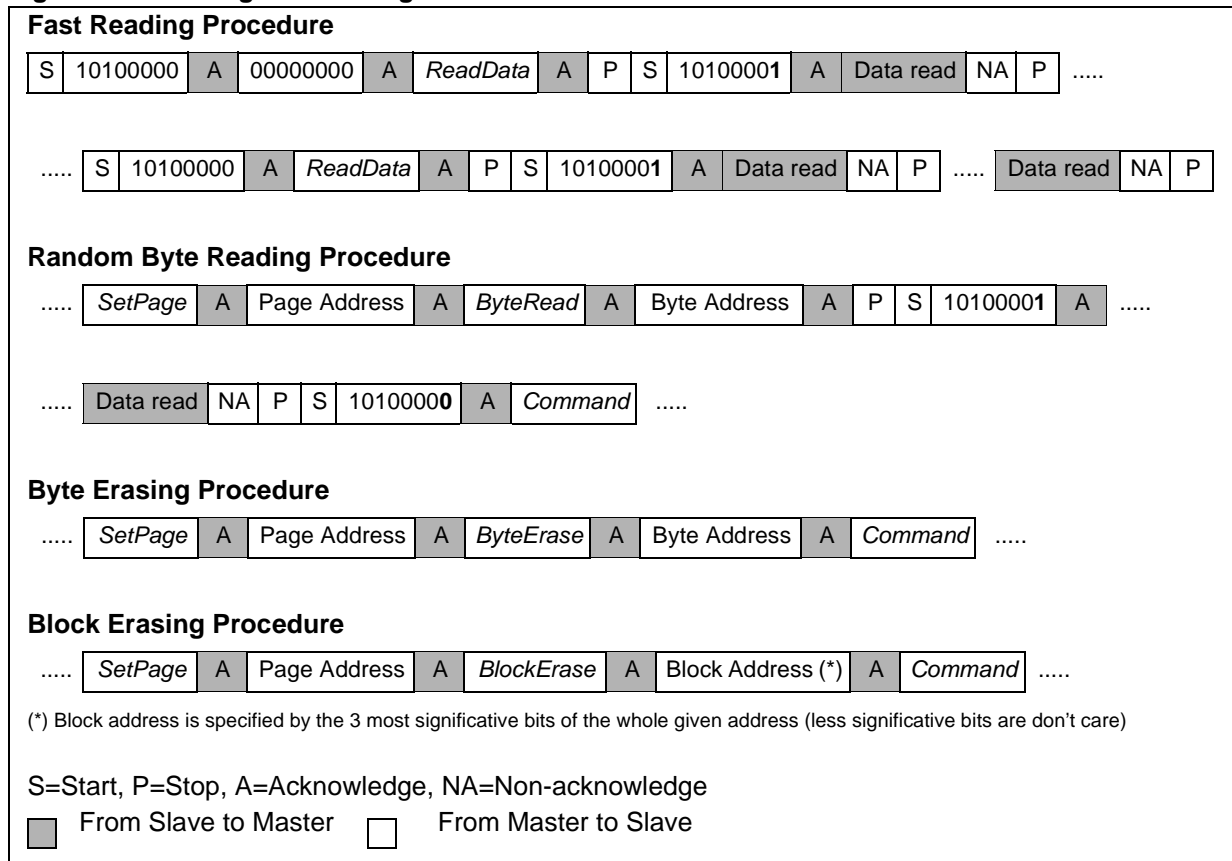 Fast Reading Procedure
S 10100000 A 00000000 A ReadData A P S 10100001 A Data read NA P .....
..... S 10100000 A ReadData A P S 10100001 A Data read NA P ..... Data read NA P
Random Byte Reading Procedure
..... SetPage A Page Address A ByteRead A Byte Address A P S 10100001 A .....
..... Data read NA P S 10100000 A Command .....
Byte Erasing Procedure
..... SetPage A Page Address A ByteErase A Byte Address A Command .....
Block Erasing Procedure
..... SetPage A Page Address A BlockErase A Block Address (*) A Command .....
(*) Block address is specified by the 3 most significative bits of the whole given address (less significative bits are don't care)
S=Start, P=Stop, A=Acknowledge, NA=Non-acknowledge
From Slave to Master From Master to Slave